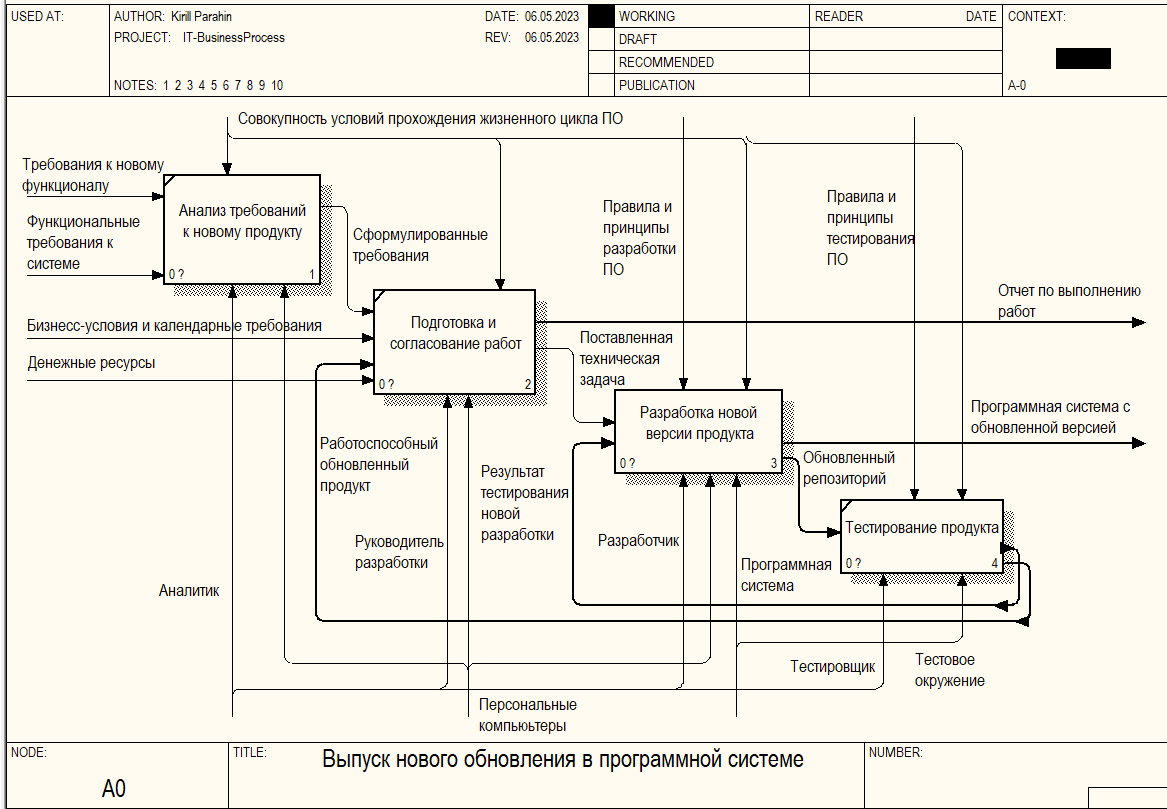 USED AT:
AUTHOR: Kirill Parahin
DATE: 06.05.2023
PROJECT: IT-BusinessProcess
REV: 06.05.2023
NOTES: 1 2 3 4 5 6 7 8 9 10
WORKING
DRAFT
RECOMMENDED
PUBLICATION
READER
DATE
CONTEXT:
A-0
Совокупность условий прохождения жизненного цикла ПО
Требования к новому
функционалу
Функциональные
требования к
системе
Анализ требований
к новому продукту
0 ?
1
Сформулированные
требования
Правила и
принципы
разработки
ПО
Правила и
принципы
тестирования
ПО
Отчет по выполнению
работ
Бизнес-условия и календарные требования
Денежные ресурсы
Подготовка и
согласование работ
0 ?
2
Поставленная
техническая
задача
Программная система с
обновленной версией
Разработка новой
версии продукта
0 ?
3
Обновленный
репозиторий
Работоспособный
обновленный
продукт
Результат
тестирования
новой
разработки
Тестирование продукта
0 ?
4
Руководитель
разработки
Разработчик
Программная
система
Аналитик
Тестировщик
Тестовое
окружение
Персональные
компьютеры
NODE:
A0
TITLE:
Выпуск нового обновления в программной системе
NUMBER: